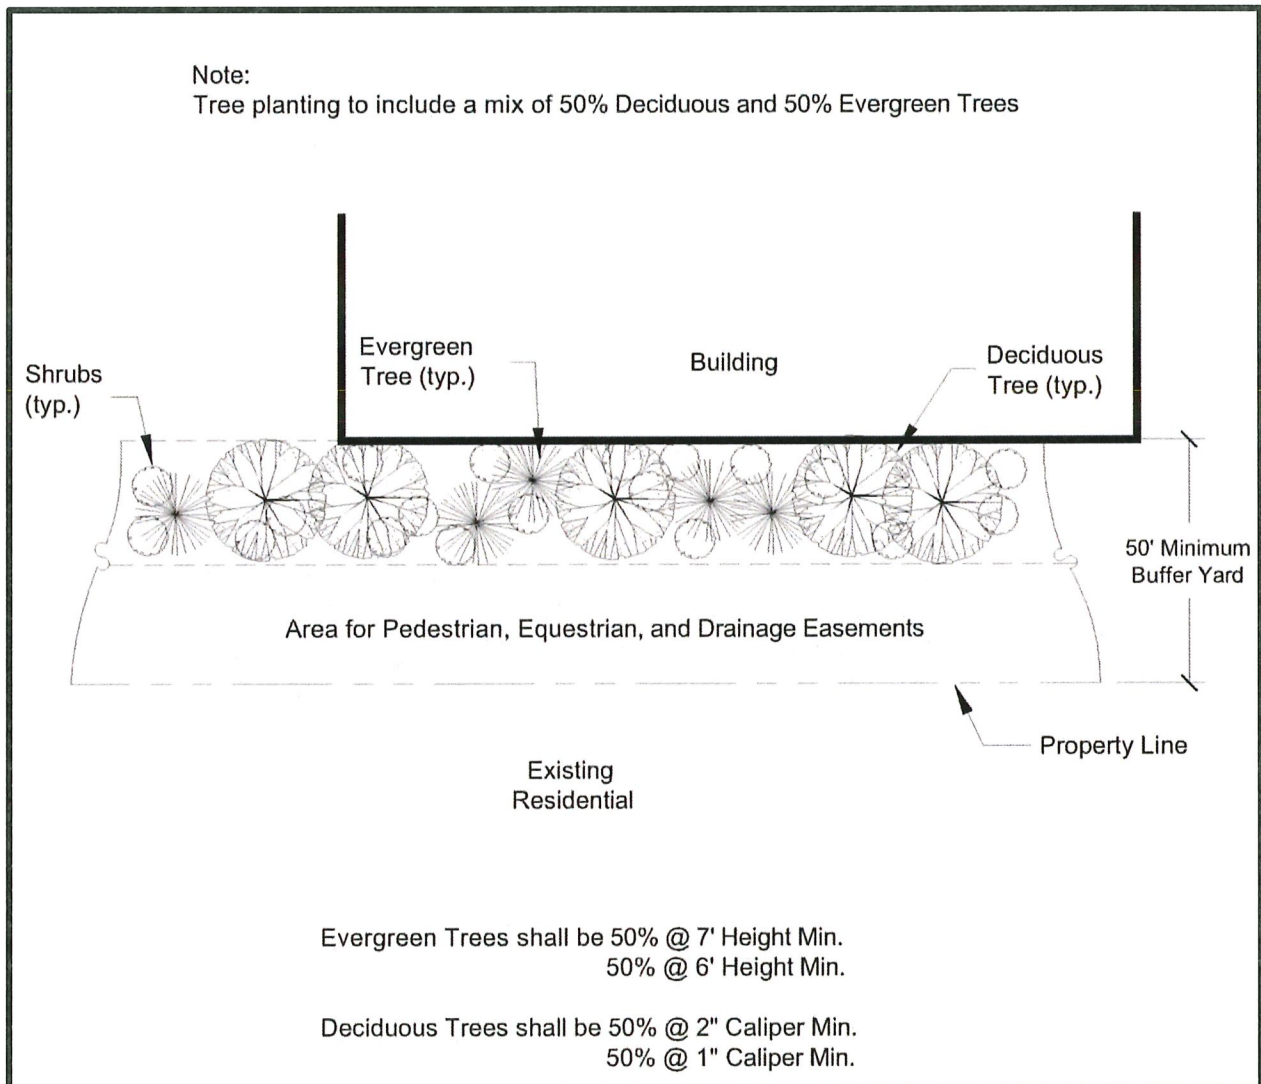 Note:
Tree planting to include a mix of 50% Deciduous and 50% Evergreen Trees
Evergreen
Tree (typ.)
Building
Deciduous
Tree (typ.)
Shrubs
(typ.)
50' Minimum
Buffer Yard
Area for Pedestrian, Equestrian, and Drainage Easements
Property Line
Existing
Residential
Evergreen Trees shall be 50% @ 7' Height Min.
50% @ 6' Height Min.
Deciduous Trees shall be 50% @ 2" Caliper Min.
50% @ 1" Caliper Min.